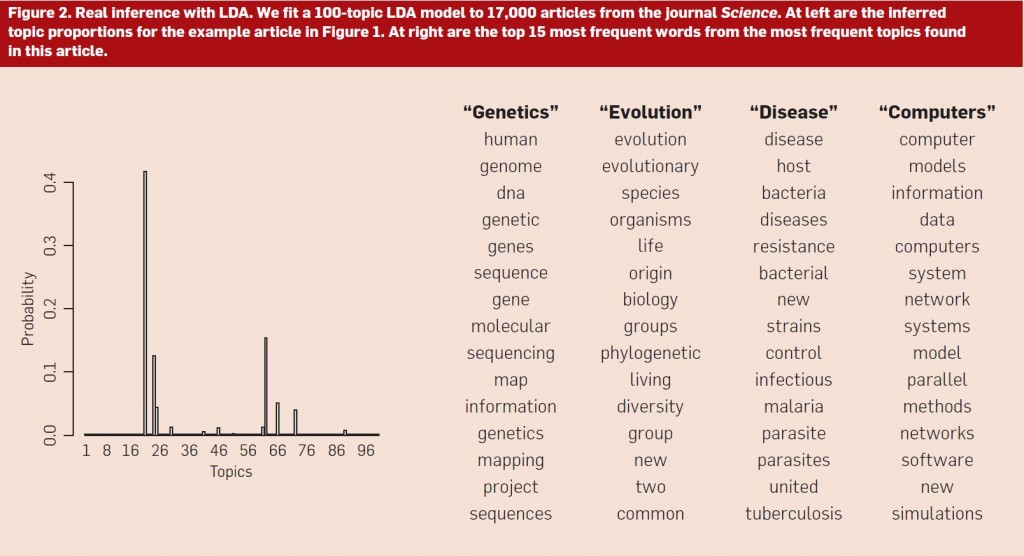 Figure 2. Real inference with LDA. We fit a 100-topic LDA model to 17,000 articles from the journal Science. At left are the inferred
topic proportions for the example article in Figure 1. At right are the top 15 most frequent words from the most frequent topics found
in this article.
0.4
0.3
0.2
0.1
0.0
Probability
1 8 16 26 36 46 56 66 76 86 96
Topics
“Genetics” “Evolution” “Disease” “Computers”
human evolution disease computer
genome evolutionary host models
dna species bacteria information
genetic organisms diseases data
genes life resistance computers
sequence origin bacterial system
gene biology new network
molecular groups strains systems
sequencing phylogenetic control model
map living infectious parallel
information diversity malaria methods
genetics group parasite networks
mapping new parasites software
project two united new
sequences common tuberculosis simulations